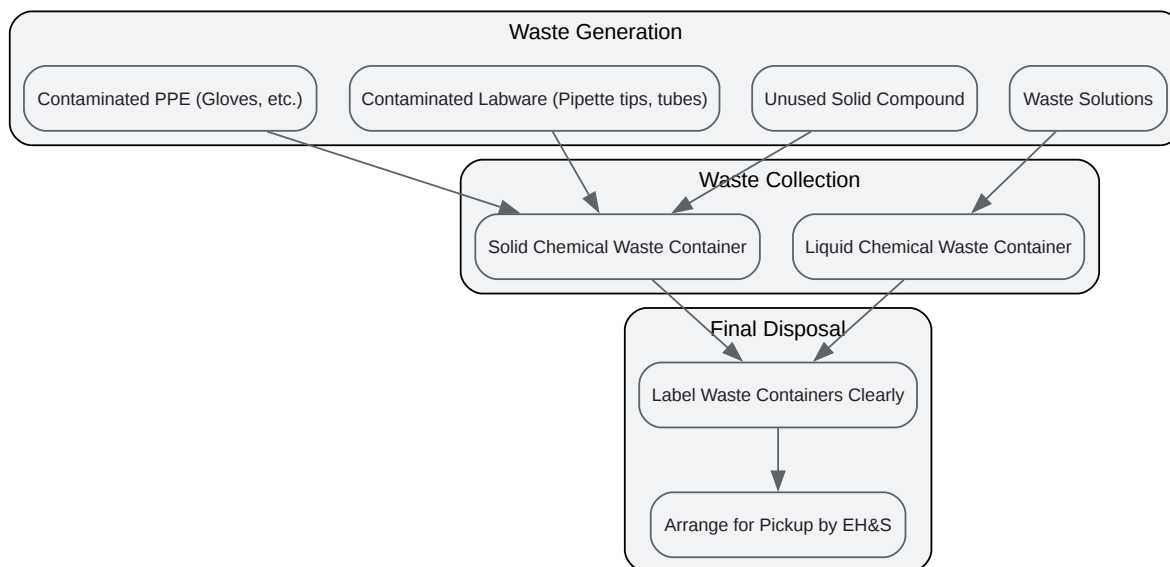 Waste Generation
Contaminated PPE (Gloves, etc.)
Contaminated Labware (Pipette tips, tubes)
Unused Solid Compound
Waste Solutions
Waste Collection
Solid Chemical Waste Container
Liquid Chemical Waste Container
Final Disposal
Label Waste Containers Clearly
Arrange for Pickup by EH&S